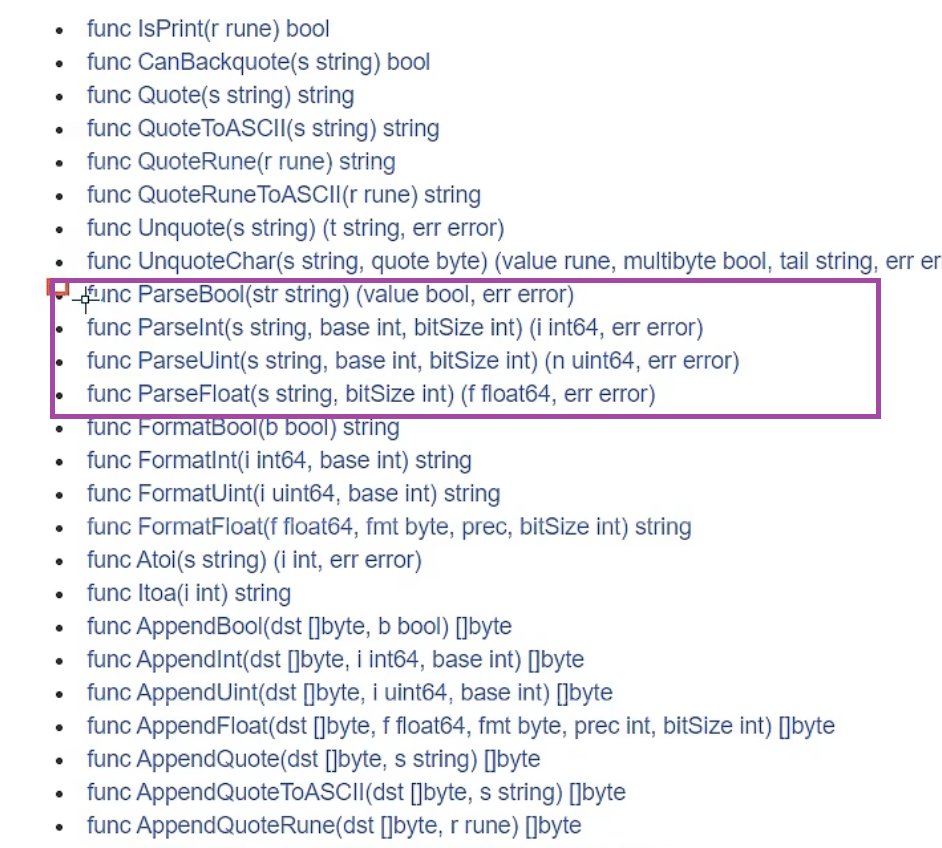 func IsPrint(r rune) bool
func CanBackquote(s string) bool
func Quote(s string) string
func QuoteToASCII(s string) string
func QuoteRune(r rune) string
func QuoteRuneToASCII(r rune) string
func Unquote(s string) (t string, err error)
func UnquoteChar(s string, quote byte) (value rune, multibyte bool, tail string, err er
func ParseBool(str string) (value bool, err error)
func ParseInt(s string, base int, bitSize int) (i int64, err error)
func ParseUint(s string, base int, bitSize int) (n uint64, err error)
func ParseFloat(s string, bitSize int) (f float64, err error)
func FormatBool(b bool) string
func FormatInt(i int64, base int) string
func FormatUint(i uint64, base int) string
func FormatFloat(f float64, fmt byte, prec, bitSize int) string
func Atoi(s string) (i int, err error)
func Itoa(i int) string
func AppendBool(dst []byte, b bool) []byte
func AppendInt(dst []byte, i int64, base int) []byte
func AppendUint(dst []byte, i uint64, base int) []byte
func AppendFloat(dst []byte, f float64, fmt byte, prec int, bitSize int) []byte
func AppendQuote(dst []byte, s string) []byte
func AppendQuoteToASCII(dst []byte, s string) []byte
func AppendQuoteRune(dst []byte, r rune) []byte